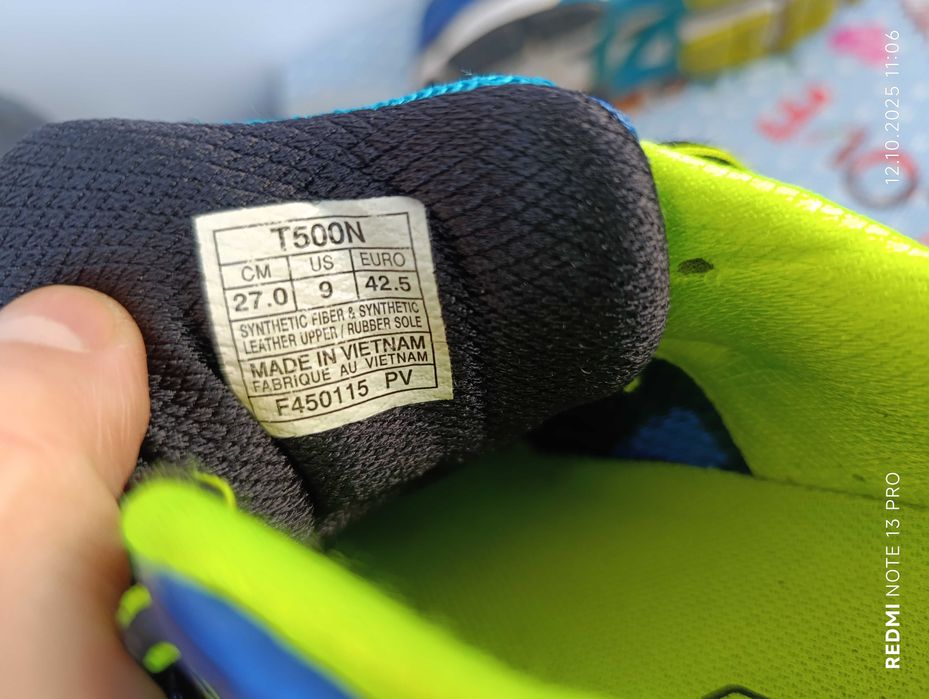 T500N
CM US EURO
27.0 9 42.5
SYNTHETIC FIBER & SYNTHETIC
LEATHER UPPER / RUBBER SOLE
MADE IN VIETNAM
FABRIQUE AU VIETNAM
F450115 PV
12.10.2025 11:06
REDMI NOTE 13 PRO